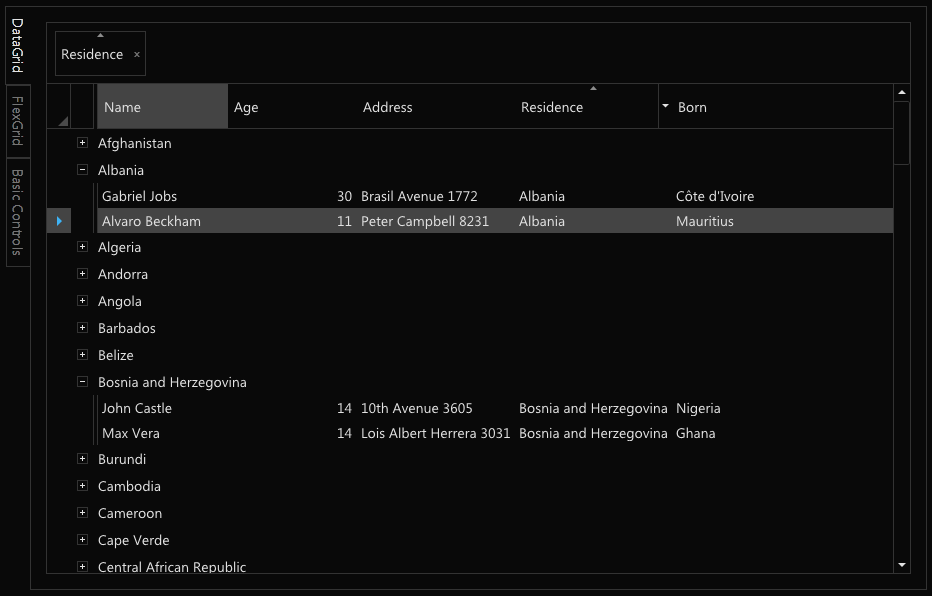 DataGrid
FlexGrid
Basic Controls
Residence ×
Name Age Address Residence Born
Afghanistan
Albania
Gabriel Jobs 30 Brasil Avenue 1772 Albania Côte d'Ivoire
Alvaro Beckham 11 Peter Campbell 8231 Albania Mauritius
Algeria
Andorra
Angola
Barbados
Belize
Bosnia and Herzegovina
John Castle 14 10th Avenue 3605 Bosnia and Herzegovina Nigeria
Max Vera 14 Lois Albert Herrera 3031 Bosnia and Herzegovina Ghana
Burundi
Cambodia
Cameroon
Cape Verde
Central African Republic